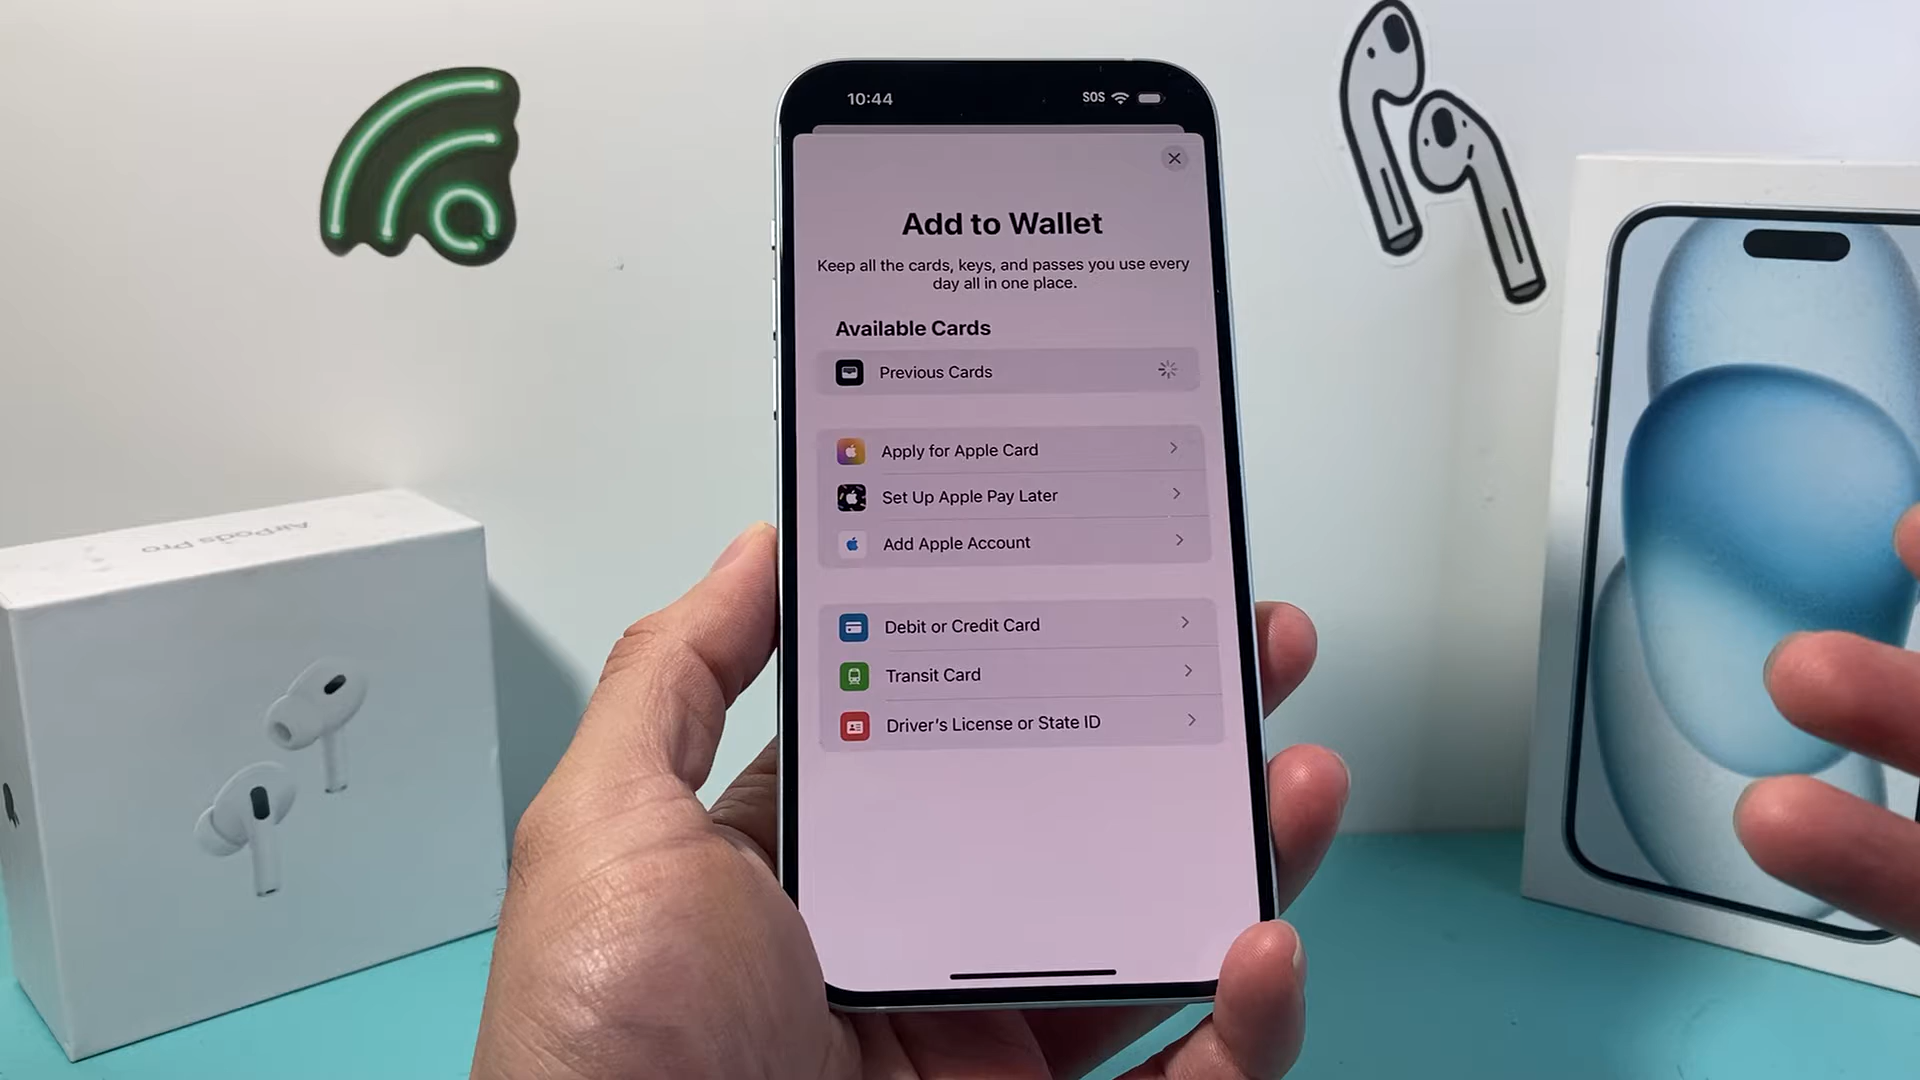 10:44
SOS
Add to Wallet
Keep all the cards, keys, and passes you use every
day all in one place.
Available Cards
Previous Cards
Apply for Apple Card
Set Up Apple Pay Later
Add Apple Account
Debit or Credit Card
Transit Card
Driver's License or State ID
AirPods Pro